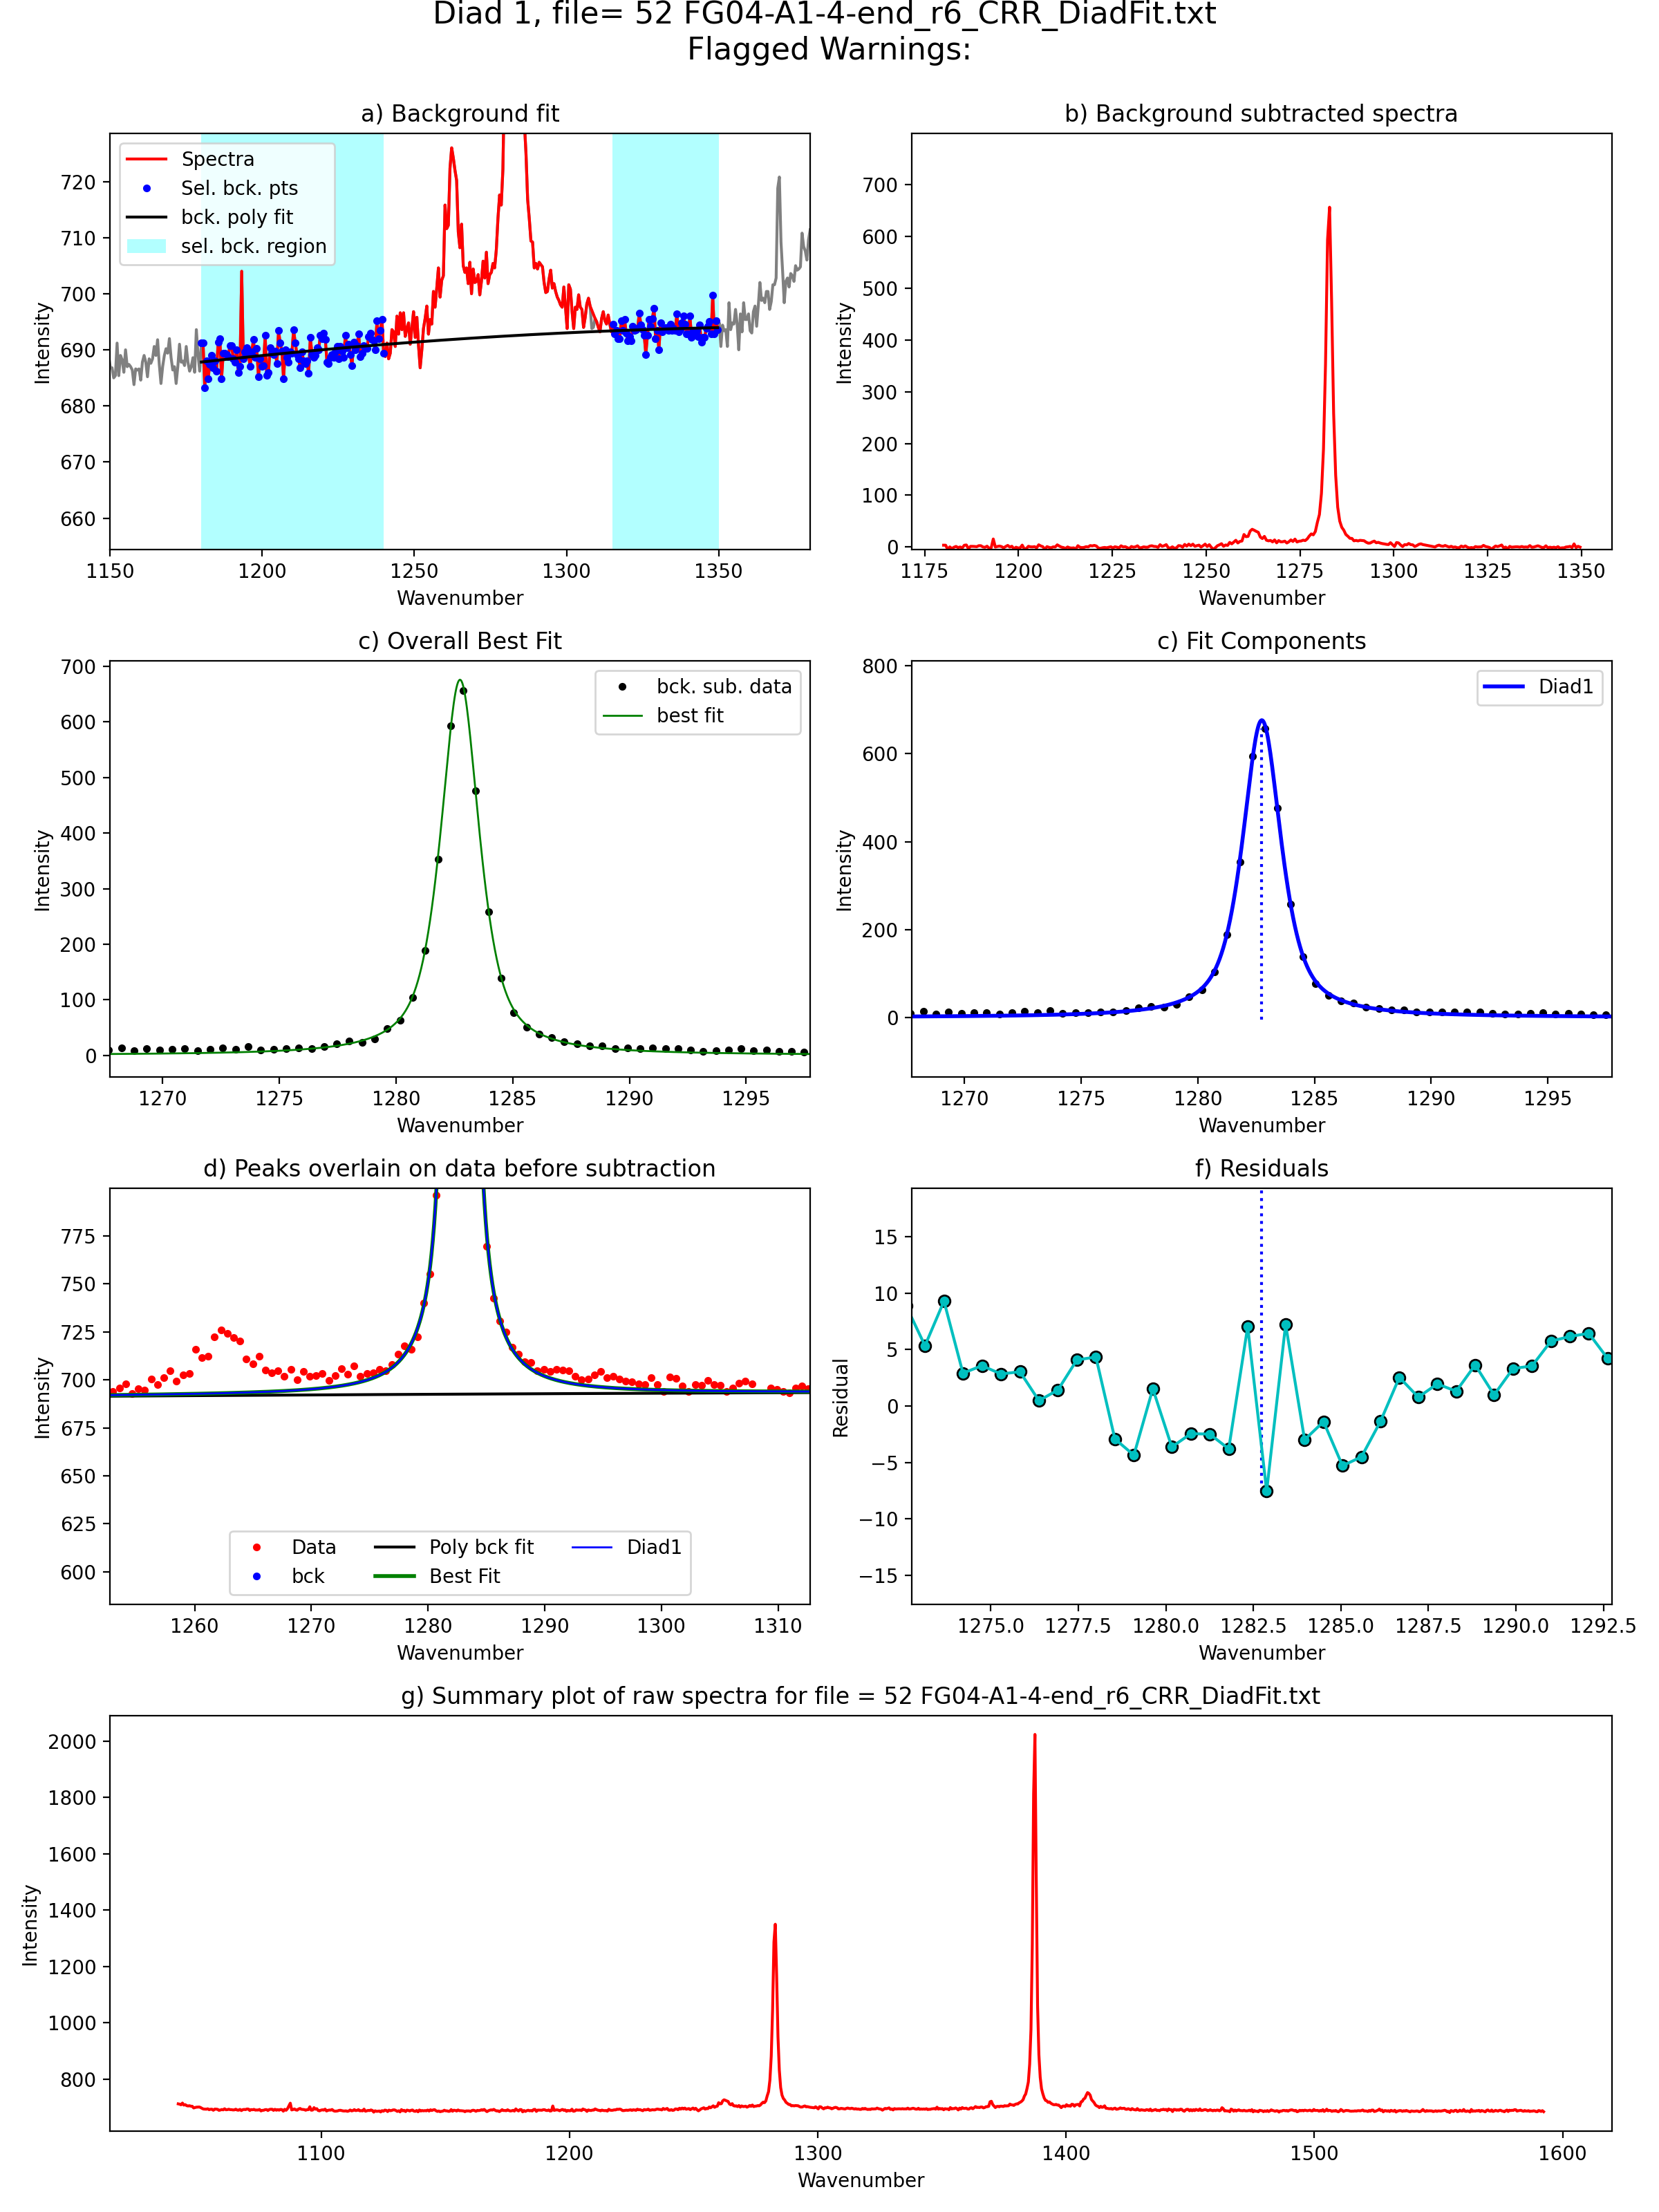 Diad 1, file= 52 FG04-A1-4-end_r6_CRR_DiadFit.txt
Flagged Warnings:
a) Background fit
Intensity
720
710
700
690
680
670
660
Spectra
Sel. bck. pts
bck. poly fit
sel. bck. region
1150 1200 1250 1300 1350
Wavenumber
b) Background subtracted spectra
Intensity
700
600
500
400
300
200
100
0
1175 1200 1225 1250 1275 1300 1325 1350
Wavenumber
c) Overall Best Fit
Intensity
700
600
500
400
300
200
100
0
bck. sub. data
best fit
1270 1275 1280 1285 1290 1295
Wavenumber
c) Fit Components
Intensity
800
600
400
200
0
Diad1
1270 1275 1280 1285 1290 1295
Wavenumber
d) Peaks overlain on data before subtraction
Intensity
775
750
725
700
675
650
625
600
Data
bck
Poly bck fit
Best Fit
Diad1
1260 1270 1280 1290 1300 1310
Wavenumber
f) Residuals
Residual
15
10
5
0
−5
−10
−15
1275.0 1277.5 1280.0 1282.5 1285.0 1287.5 1290.0 1292.5
Wavenumber
g) Summary plot of raw spectra for file = 52 FG04-A1-4-end_r6_CRR_DiadFit.txt
Intensity
2000
1800
1600
1400
1200
1000
800
1100 1200 1300 1400 1500 1600
Wavenumber